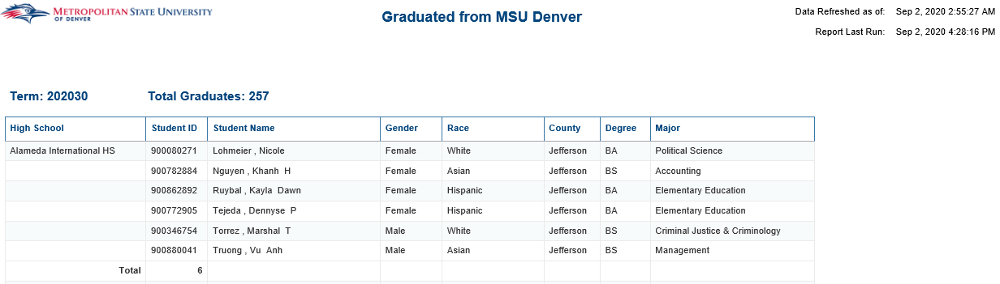 METROPOLITAN STATE UNIVERSITY
OF DENVER
Graduated from MSU Denver
Data Refreshed as of: Sep 2, 2020 2:55:27 AM
Report Last Run: Sep 2, 2020 4:28:16 PM
Term: 202030 Total Graduates: 257
High School Student ID Student Name Gender Race County Degree Major
Alameda International HS 900080271 Lohmeier , Nicole Female White Jefferson BA Political Science
900782884 Nguyen , Khanh H Female Asian Jefferson BS Accounting
900862892 Ruybal , Kayla Dawn Female Hispanic Jefferson BA Elementary Education
900772905 Tejeda , Dennyse P Female Hispanic Jefferson BA Elementary Education
900346754 Torrez , Marshal T Male White Jefferson BS Criminal Justice & Criminology
900880041 Truong , Vu Anh Male Asian Jefferson BS Management
Total 6